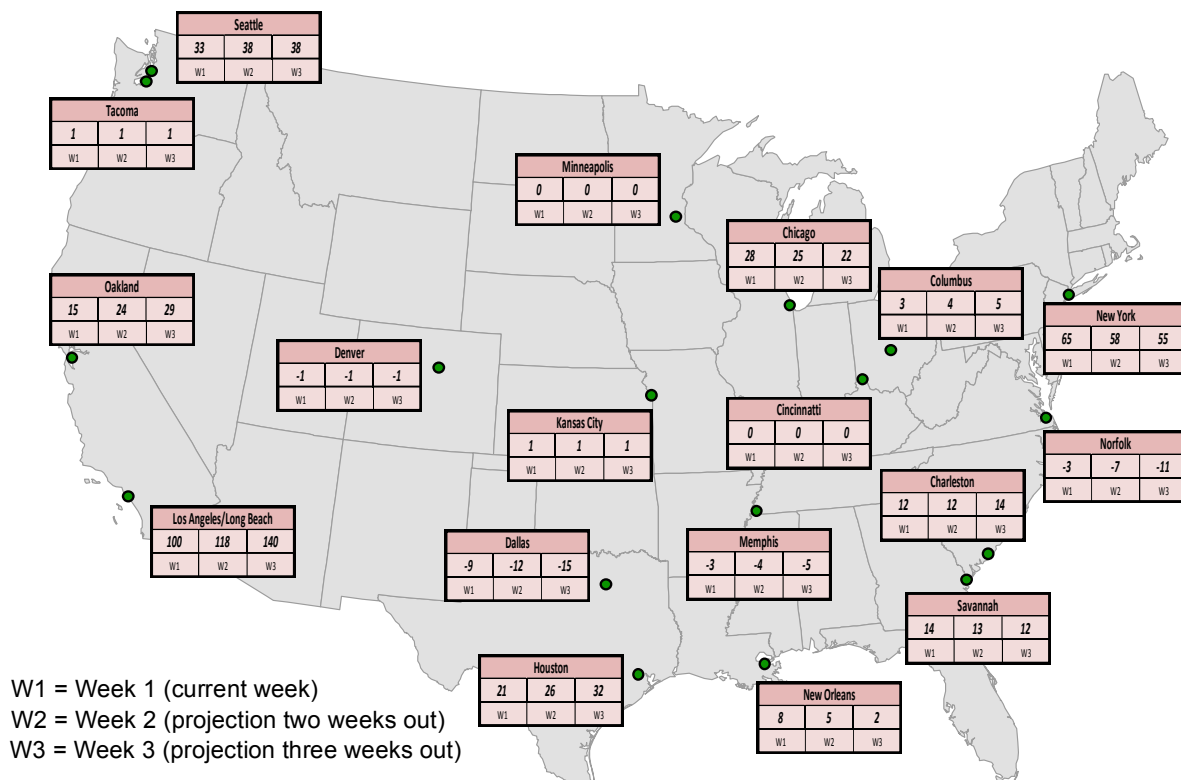 Seattle
33 38 38
W1 W2 W3
Tacoma
1 1 1
W1 W2 W3
Minneapolis
0 0 0
W1 W2 W3
Chicago
28 25 22
W1 W2 W3
Columbus
3 4 5
W1 W2 W3
Oakland
15 24 29
W1 W2 W3
New York
65 58 55
W1 W2 W3
Denver
-1 -1 -1
W1 W2 W3
Kansas City
1 1 1
W1 W2 W3
Cincinnatti
0 0 0
W1 W2 W3
Norfolk
-3 -7 -11
W1 W2 W3
Charleston
12 12 14
W1 W2 W3
Los Angeles/Long Beach
100 118 140
W1 W2 W3
Dallas
-9 -12 -15
W1 W2 W3
Memphis
-3 -4 -5
W1 W2 W3
Savannah
14 13 12
W1 W2 W3
Houston
21 26 32
W1 W2 W3
New Orleans
8 5 2
W1 W2 W3
W1 = Week 1 (current week)
W2 = Week 2 (projection two weeks out)
W3 = Week 3 (projection three weeks out)